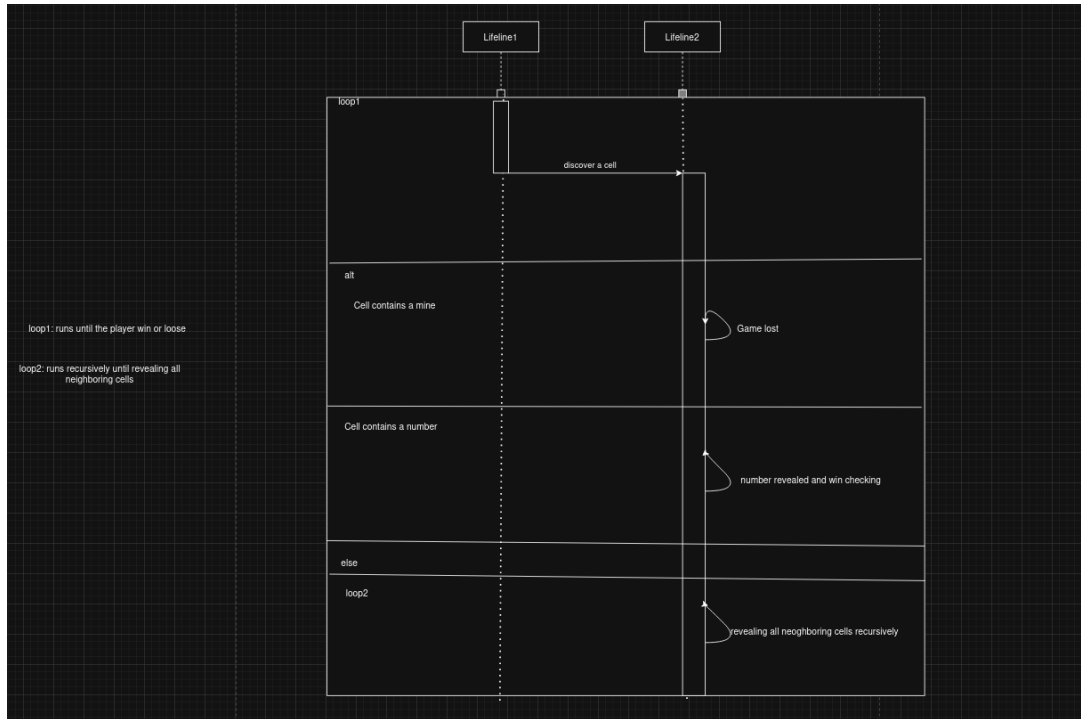 Lifeline1
Lifeline2
loop1
discover a cell
alt
Cell contains a mine
loop1: runs until the player win or loose
Game lost
loop2: runs recursively until revealing all
neighboring cells
Cell contains a number
number revealed and win checking
else
loop2
revealing all neoghboring cells recursively